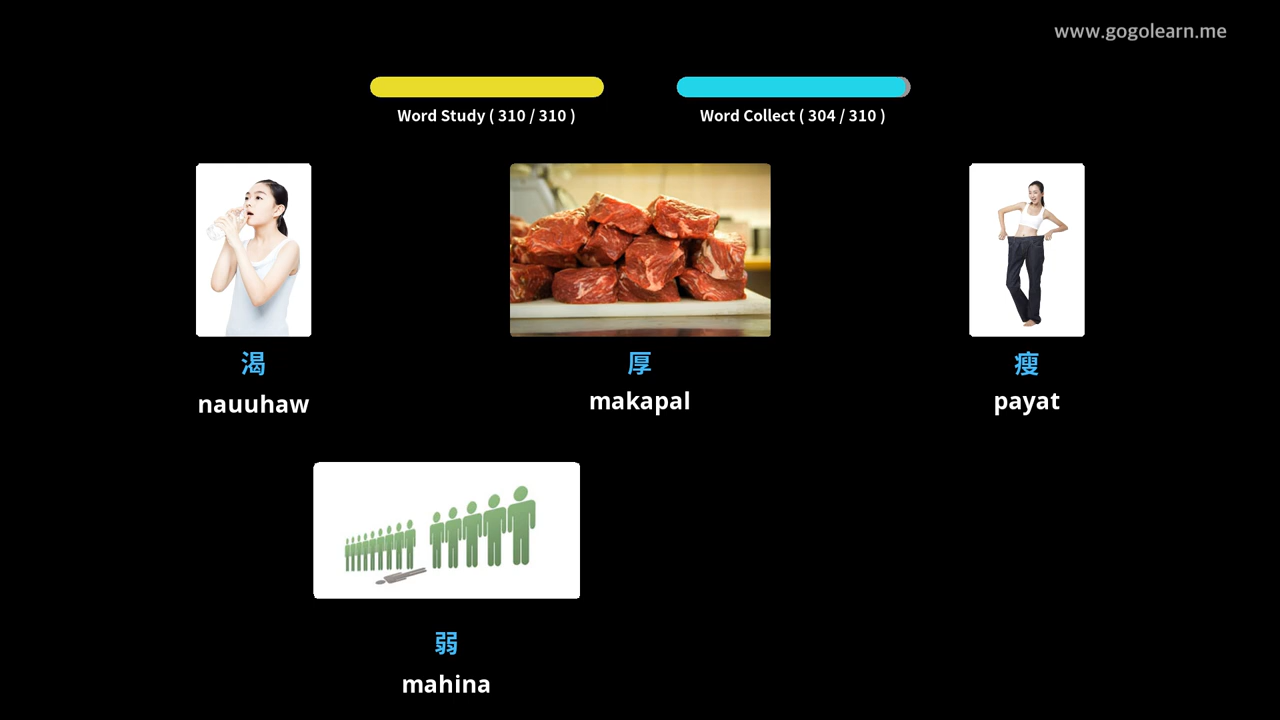 www.gogolearn.me
Word Study ( 310 / 310 )
Word Collect ( 304 / 310 )
渴
nauuhaw
厚
makapal
瘦
payat
弱
mahina